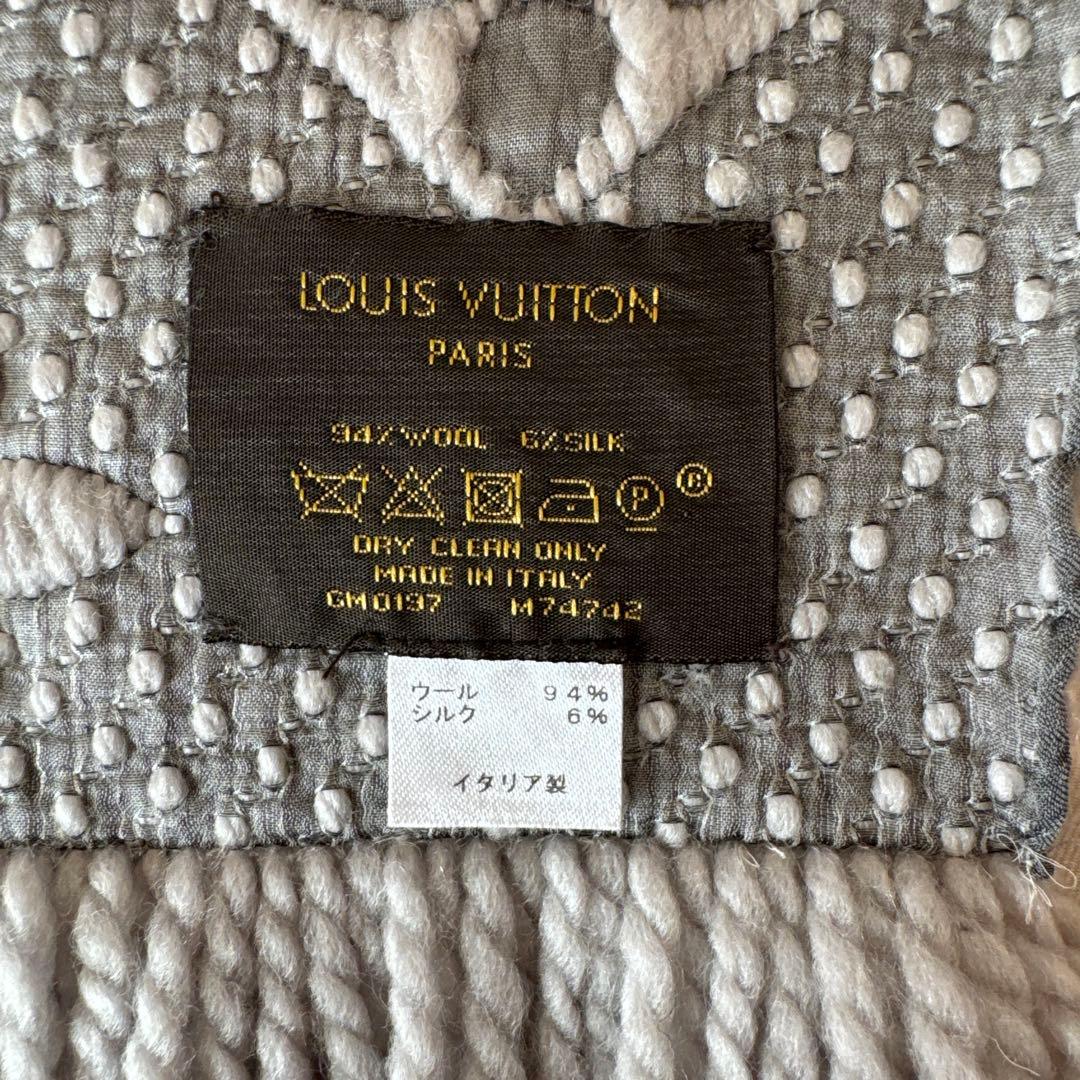 LOUIS VUITTON
PARIS
94% WOOL 6% SILK
P
®
DRY CLEAN ONLY
MADE IN ITALY
GM0197 M74742
ウール 94%
シルク 6%
イタリア製